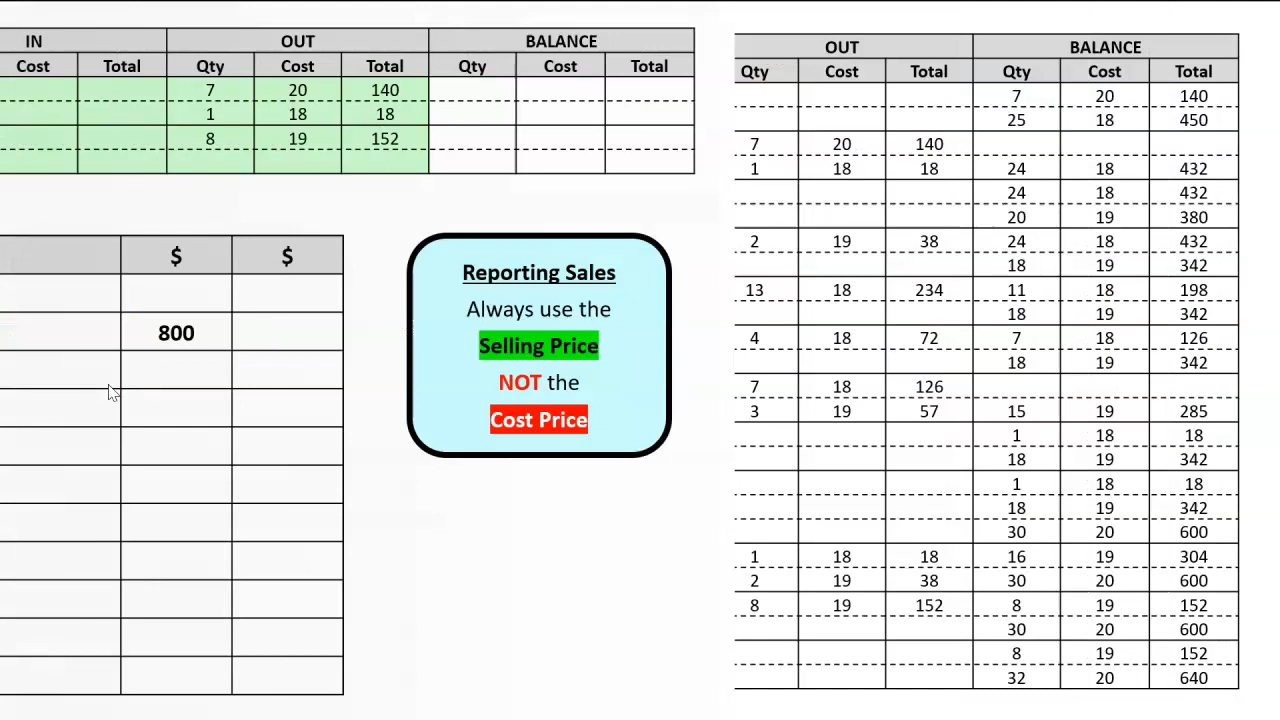 IN OUT BALANCE
Cost Total Qty Cost Total Qty Cost Total
7 20 140
1 18 18
8 19 152
$ $
800
Reporting Sales
Always use the
Selling Price
NOT the
Cost Price
OUT BALANCE
Qty Cost Total Qty Cost Total
7 20 140
25 18 450
7 20 140
1 18 18 24 18 432
24 18 432
20 19 380
2 19 38 24 18 432
18 19 342
13 18 234 11 18 198
18 19 342
4 18 72 7 18 126
18 19 342
7 18 126
3 19 57 15 19 285
1 18 18
18 19 342
1 18 18
18 19 342
30 20 600
1 18 18 16 19 304
2 19 38 30 20 600
8 19 152 8 19 152
30 20 600
8 19 152
32 20 640